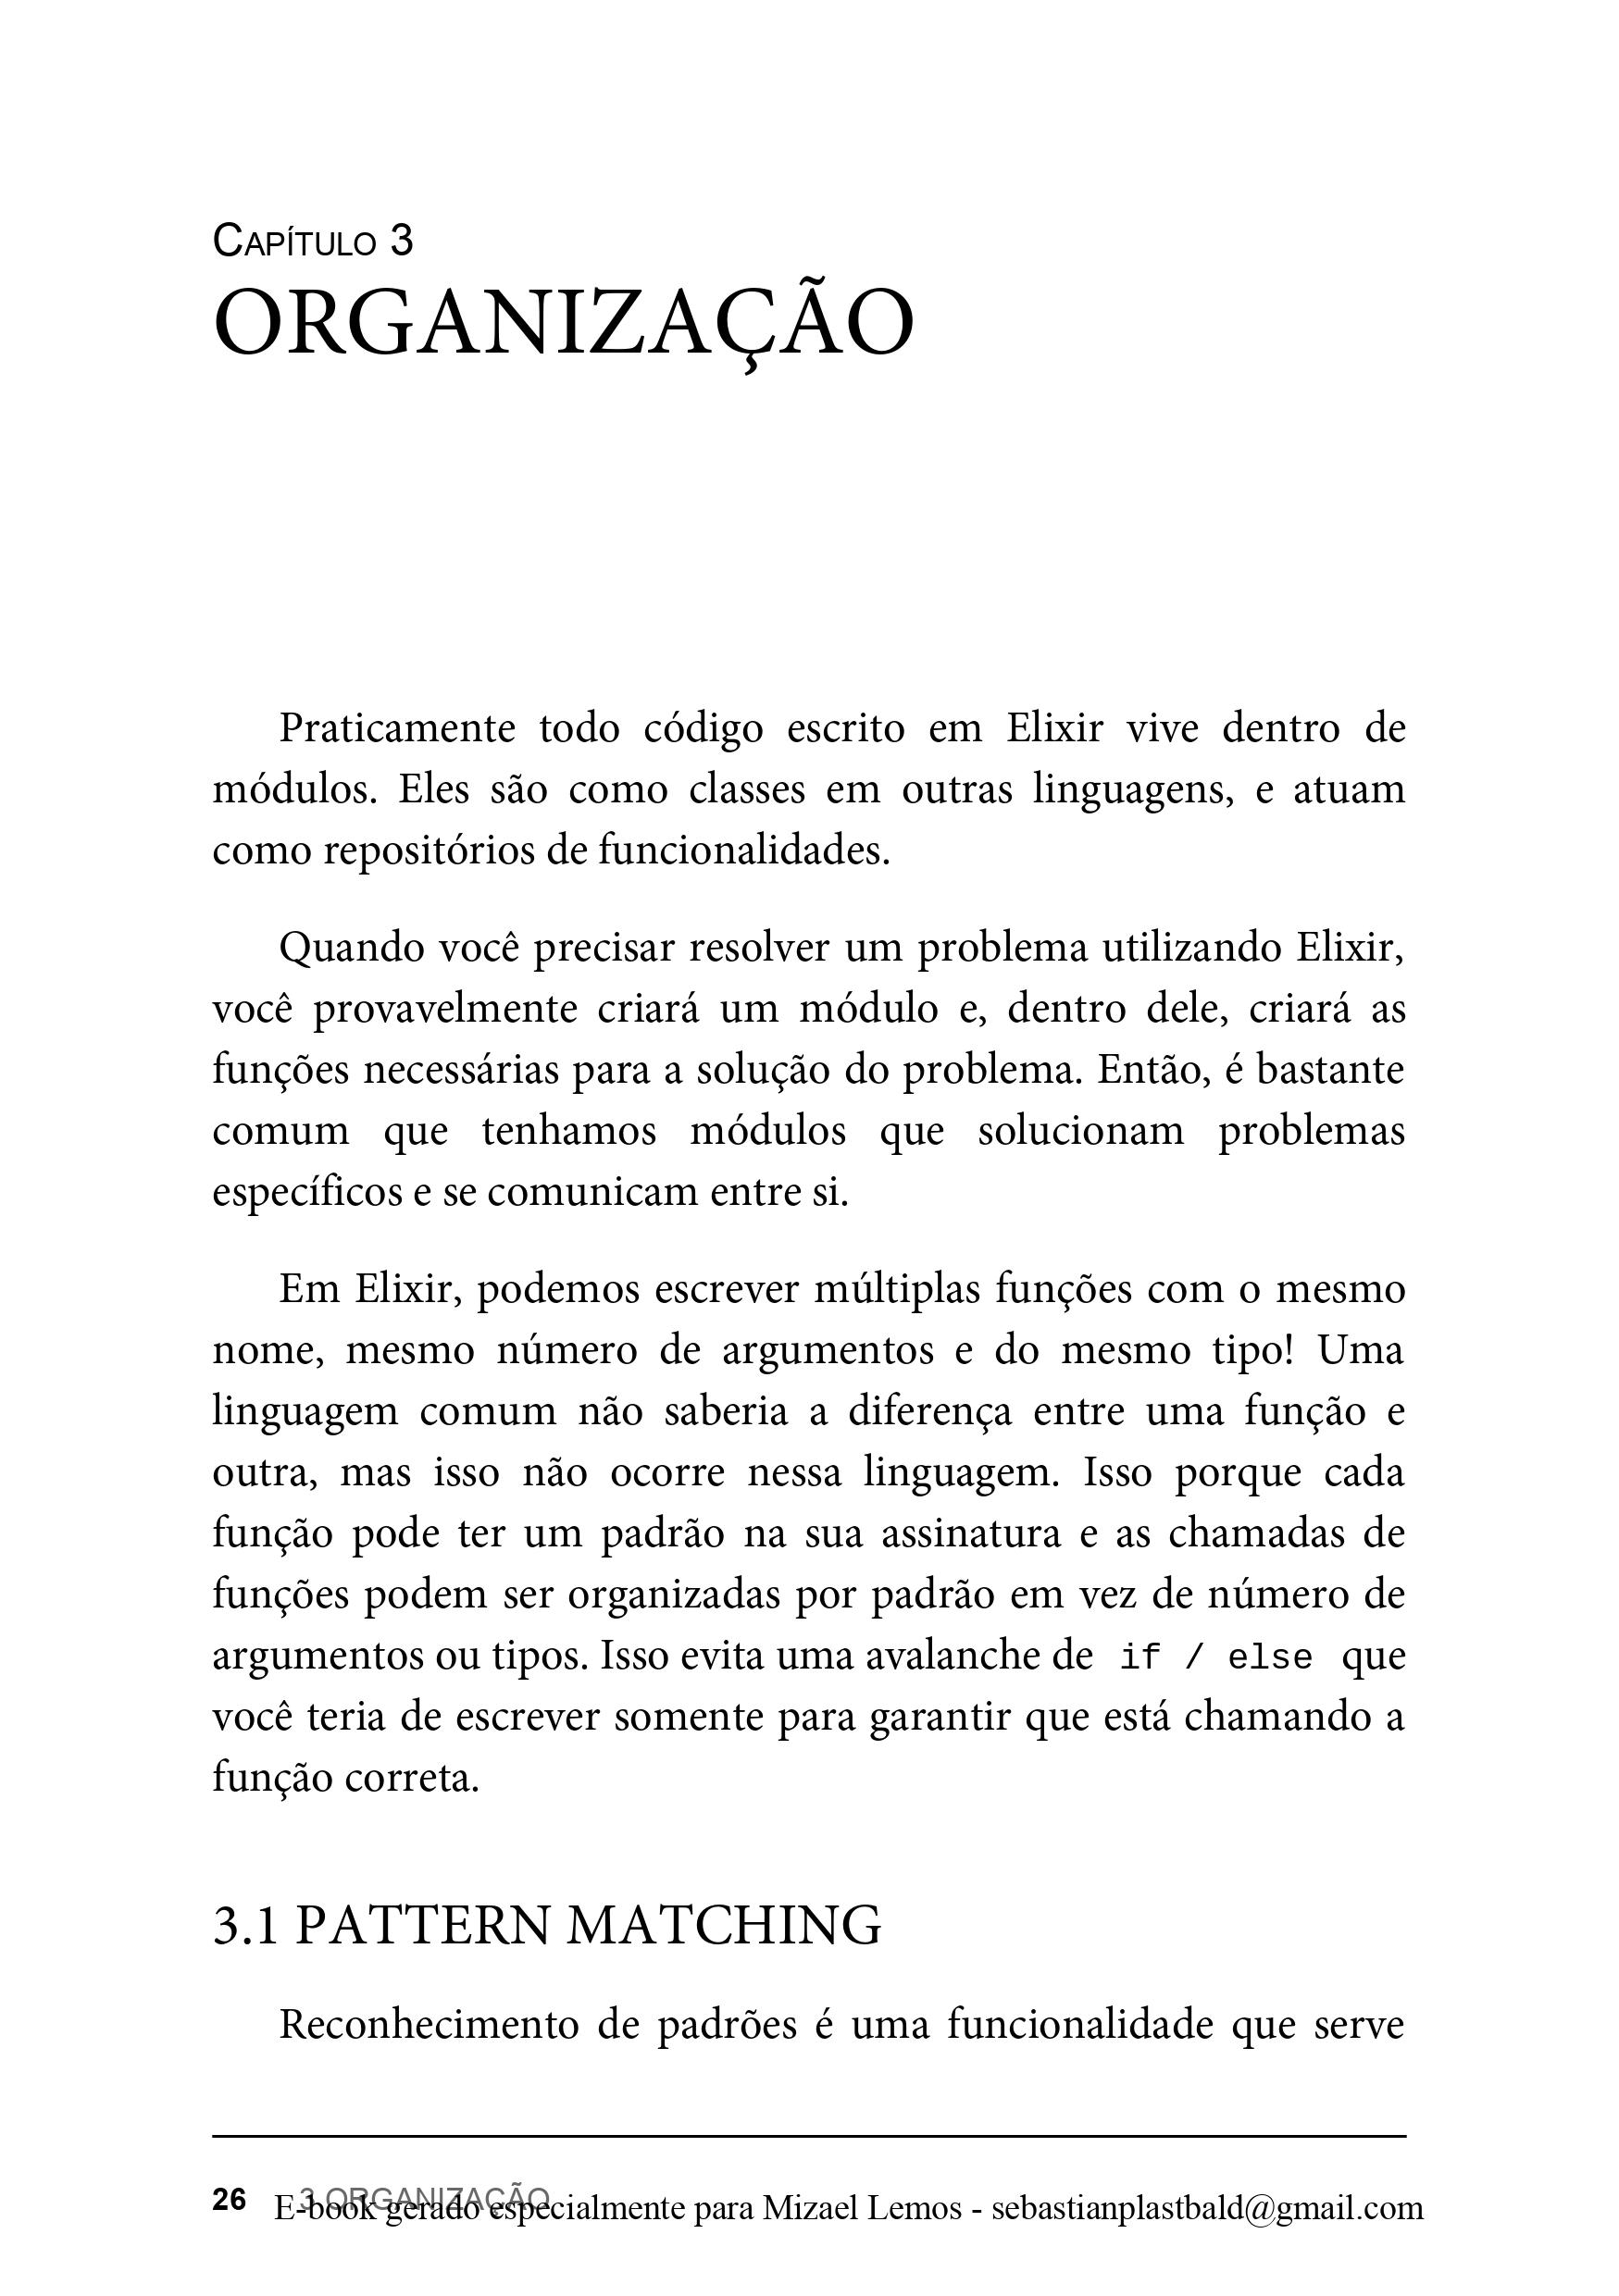 CAPÍTULO 3
ORGANIZAÇÃO
Praticamente todo código escrito em Elixir vive dentro de
módulos. Eles são como classes em outras linguagens, e atuam
como repositórios de funcionalidades.
Quando você precisar resolver um problema utilizando Elixir,
você provavelmente criará um módulo e, dentro dele, criará as
funções necessárias para a solução do problema. Então, é bastante
comum que tenhamos módulos que solucionam problemas
específicos e se comunicam entre si.
Em Elixir, podemos escrever múltiplas funções com o mesmo
nome, mesmo número de argumentos e do mesmo tipo! Uma
linguagem comum não saberia a diferença entre uma função e
outra, mas isso não ocorre nessa linguagem. Isso porque cada
função pode ter um padrão na sua assinatura e as chamadas de
funções podem ser organizadas por padrão em vez de número de
argumentos ou tipos. Isso evita uma avalanche de if / else que
você teria de escrever somente para garantir que está chamando a
função correta.
3.1 PATTERN MATCHING
Reconhecimento de padrões é uma funcionalidade que serve
26 3 ORGANIZAÇÃO
E-book gerado especialmente para Mizael Lemos - sebastianplastbald@gmail.com